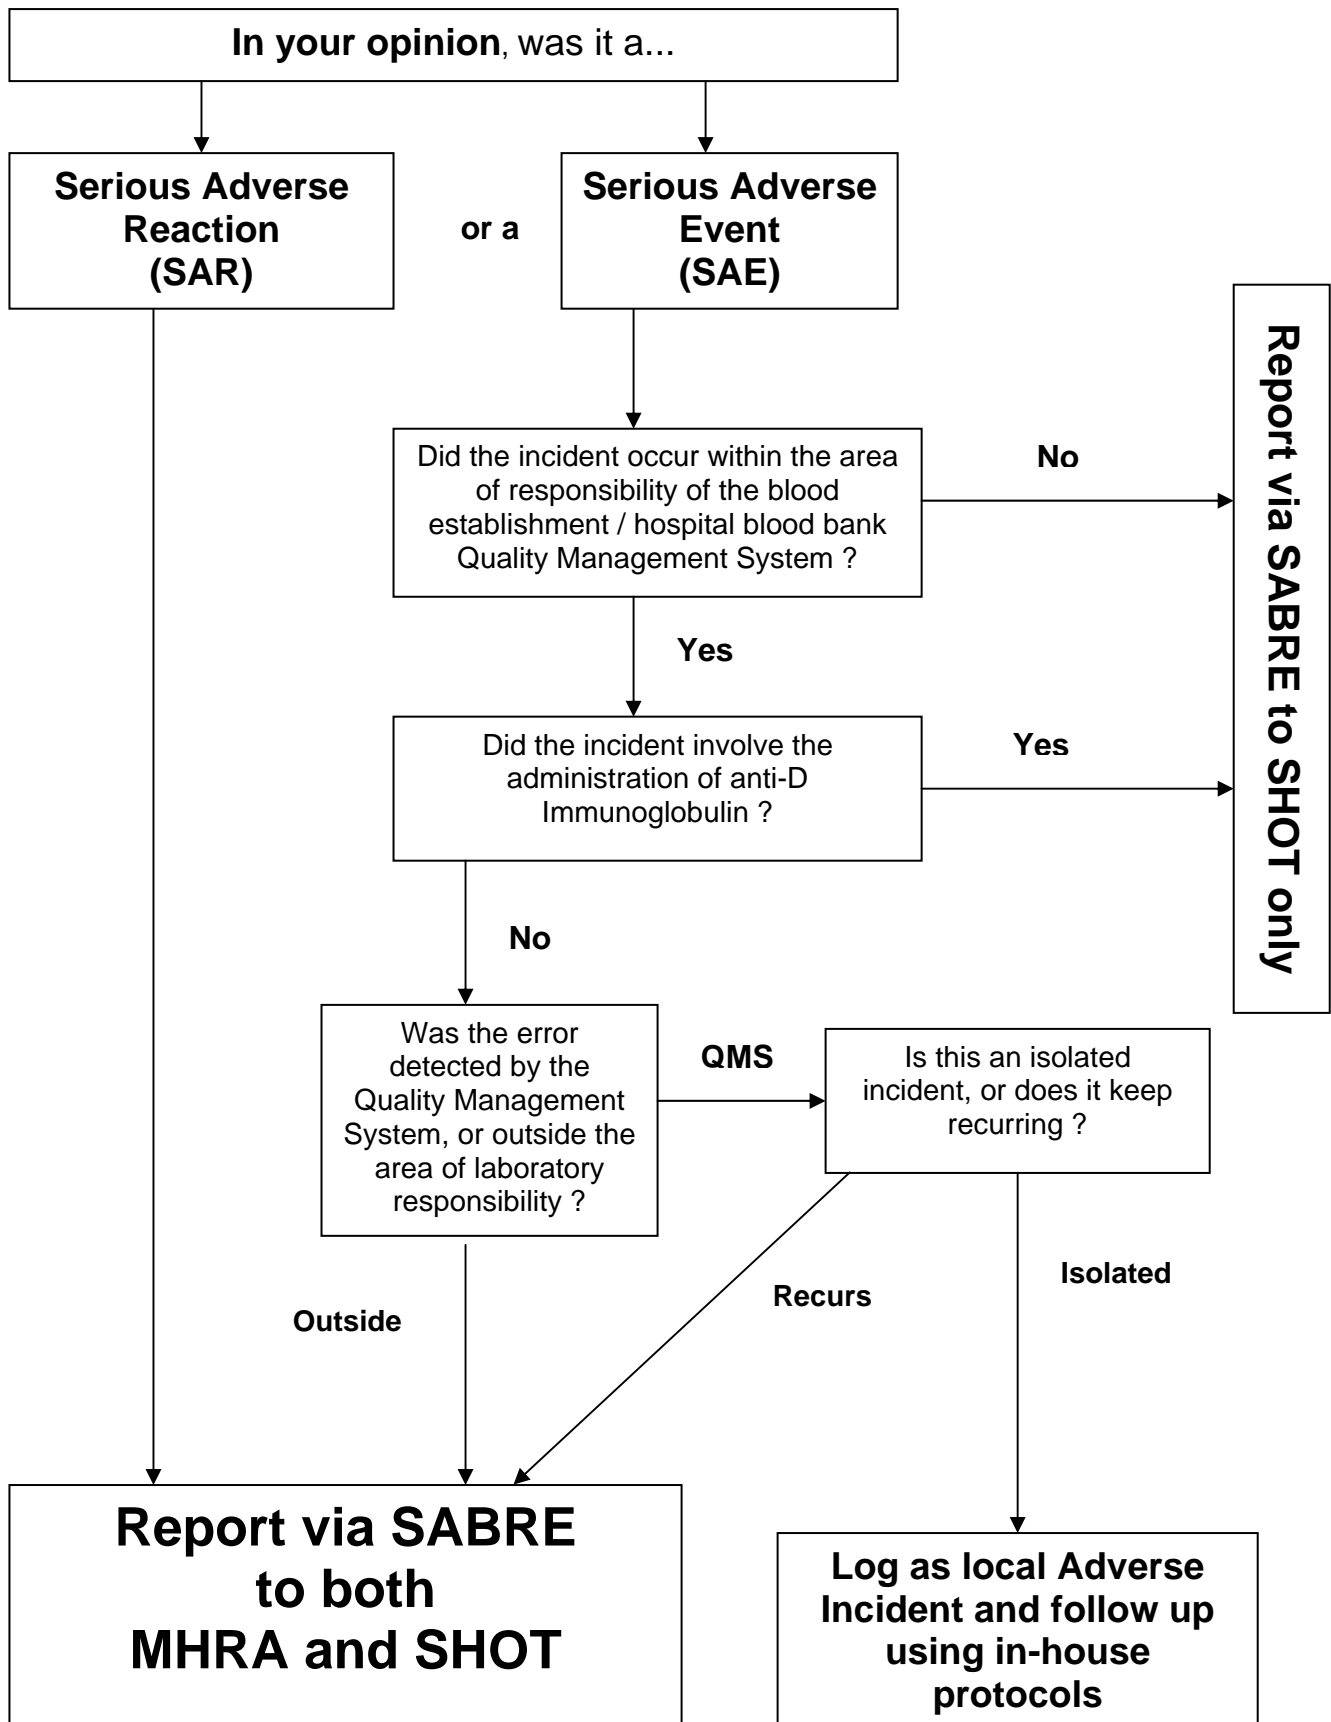 In your opinion, was it a...
Serious Adverse
Reaction
(SAR)
or a
Serious Adverse
Event
(SAE)
Report via SABRE to SHOT only
Did the incident occur within the area
of responsibility of the blood
establishment / hospital blood bank
Quality Management System ?
No
Yes
Did the incident involve the
administration of anti-D
Immunoglobulin ?
Yes
No
Was the error
detected by the
Quality Management
System, or outside the
area of laboratory
responsibility ?
QMS
Is this an isolated
incident, or does it keep
recurring ?
Outside
Recurs
Isolated
Report via SABRE
to both
MHRA and SHOT
Log as local Adverse
Incident and follow up
using in-house
protocols